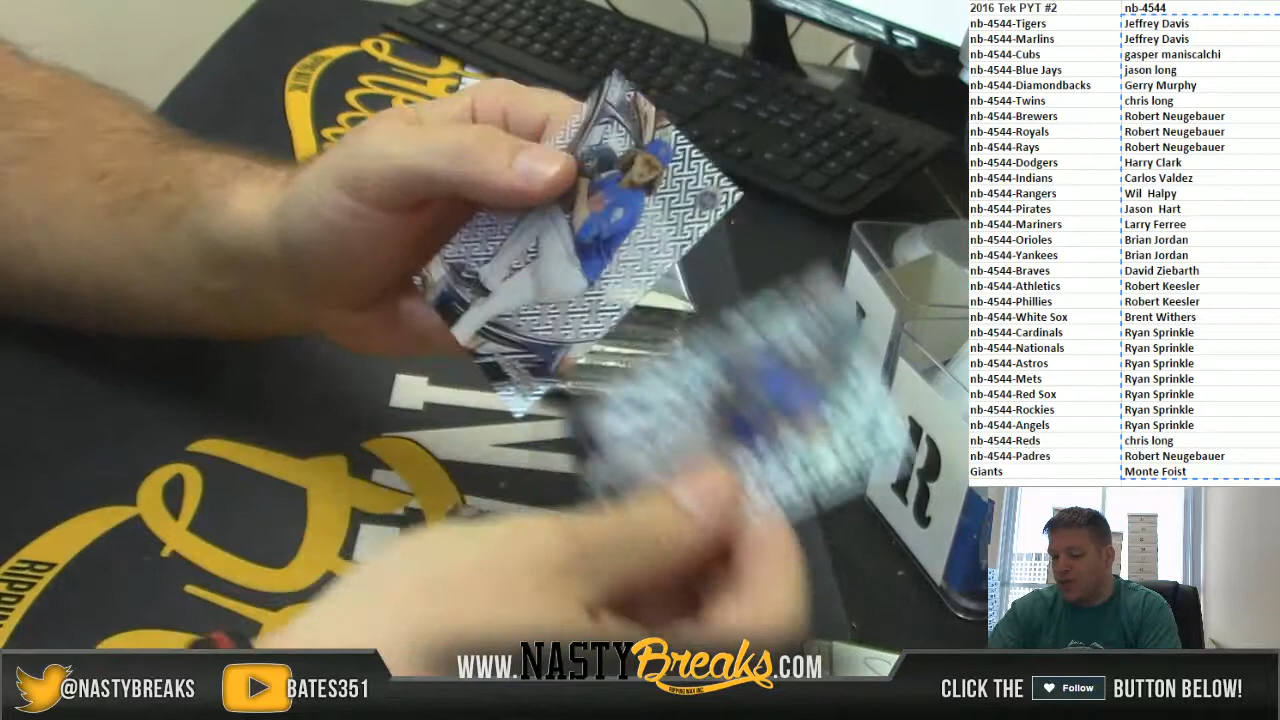 2016 Tek PYT #2 nb-4544
nb-4544-Tigers Jeffrey Davis
nb-4544-Marlins Jeffrey Davis
nb-4544-Cubs gasper maniscalchi
nb-4544-Blue Jays jason long
nb-4544-Diamondbacks Gerry Murphy
nb-4544-Twins chris long
nb-4544-Brewers Robert Neugebauer
nb-4544-Royals Robert Neugebauer
nb-4544-Rays Robert Neugebauer
nb-4544-Dodgers Harry Clark
nb-4544-Indians Carlos Valdez
nb-4544-Rangers Wil Halpy
nb-4544-Pirates Jason Hart
nb-4544-Mariners Larry Ferree
nb-4544-Orioles Brian Jordan
nb-4544-Yankees Brian Jordan
nb-4544-Braves David Ziebarth
nb-4544-Athletics Robert Keesler
nb-4544-Phillies Robert Keesler
nb-4544-White Sox Brent Withers
nb-4544-Cardinals Ryan Sprinkle
nb-4544-Nationals Ryan Sprinkle
nb-4544-Astros Ryan Sprinkle
nb-4544-Mets Ryan Sprinkle
nb-4544-Red Sox Ryan Sprinkle
nb-4544-Rockies Ryan Sprinkle
nb-4544-Angels Ryan Sprinkle
nb-4544-Reds chris long
nb-4544-Padres Robert Neugebauer
Giants Monte Foist
RIPPIN
R
@NASTYBREAKS
BATES351
WWW.NASTYBreaks.COM
RIPPING WAX INC.
CLICK THE Follow BUTTON BELOW!